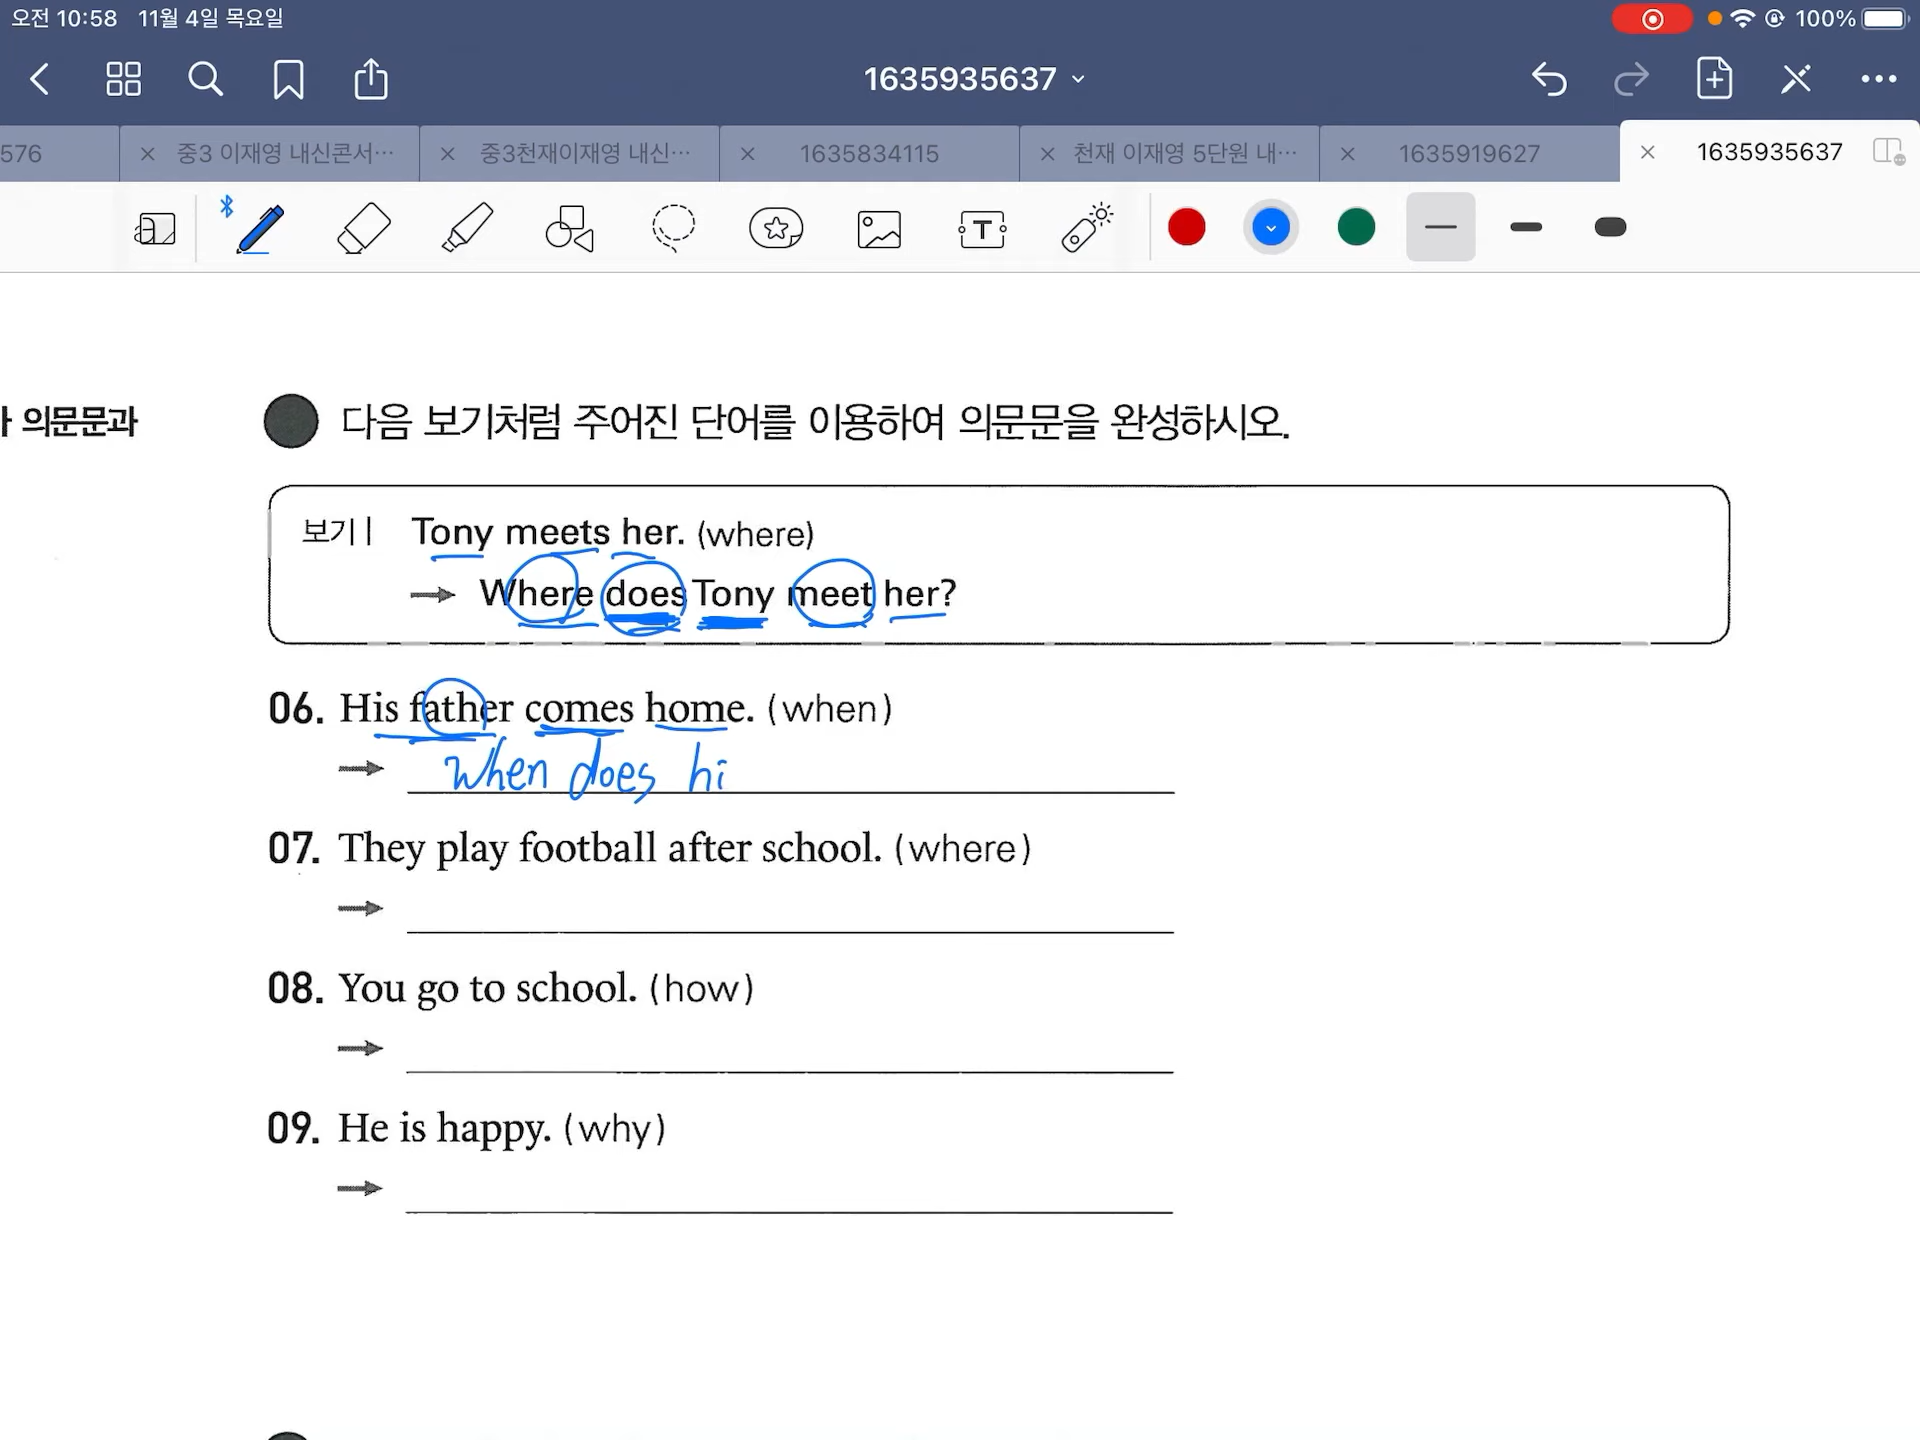 오전 10:58 11월 4일 목요일 100%
1635935637
576 중3 이재영 내신콘서… 중3천재이재영 내신… 1635834115 천재 이재영 5단원 내… 1635919627 1635935637
의문문과
다음 보기처럼 주어진 단어를 이용하여 의문문을 완성하시오.
보기 | Tony meets her. (where)
→ Where does Tony meet her?
06. His father comes home. (when)
→ When does hi
07. They play football after school. (where)
→
08. You go to school. (how)
→
09. He is happy. (why)
→